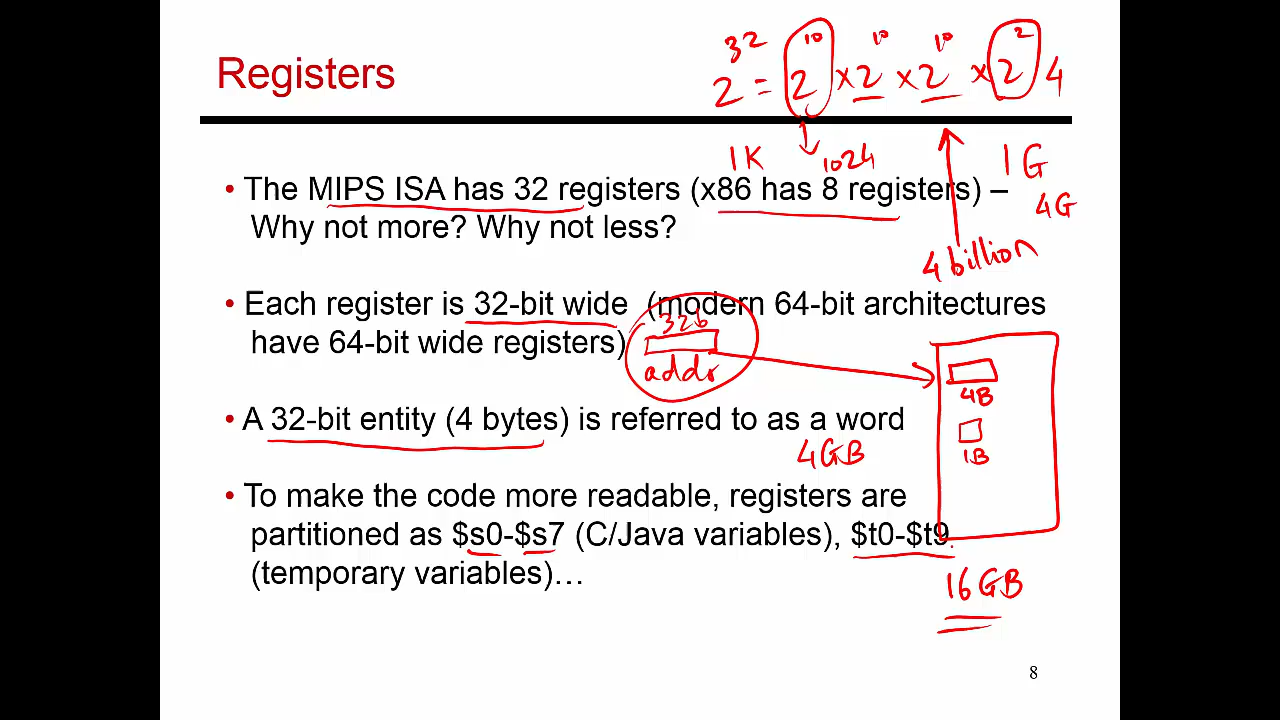 2^32 = 2^10 × 2^10 × 2^10 × 2^2 4
Registers
1K 1024 1G
• The MIPS ISA has 32 registers (x86 has 8 registers) –
4G
Why not more? Why not less?
4 billion
• Each register is 32-bit wide (modern 64-bit architectures
32b
have 64-bit wide registers)
addr
4B
• A 32-bit entity (4 bytes) is referred to as a word
4GB
1B
• To make the code more readable, registers are
partitioned as $s0-$s7 (C/Java variables), $t0-$t9
(temporary variables)…
16GB
8